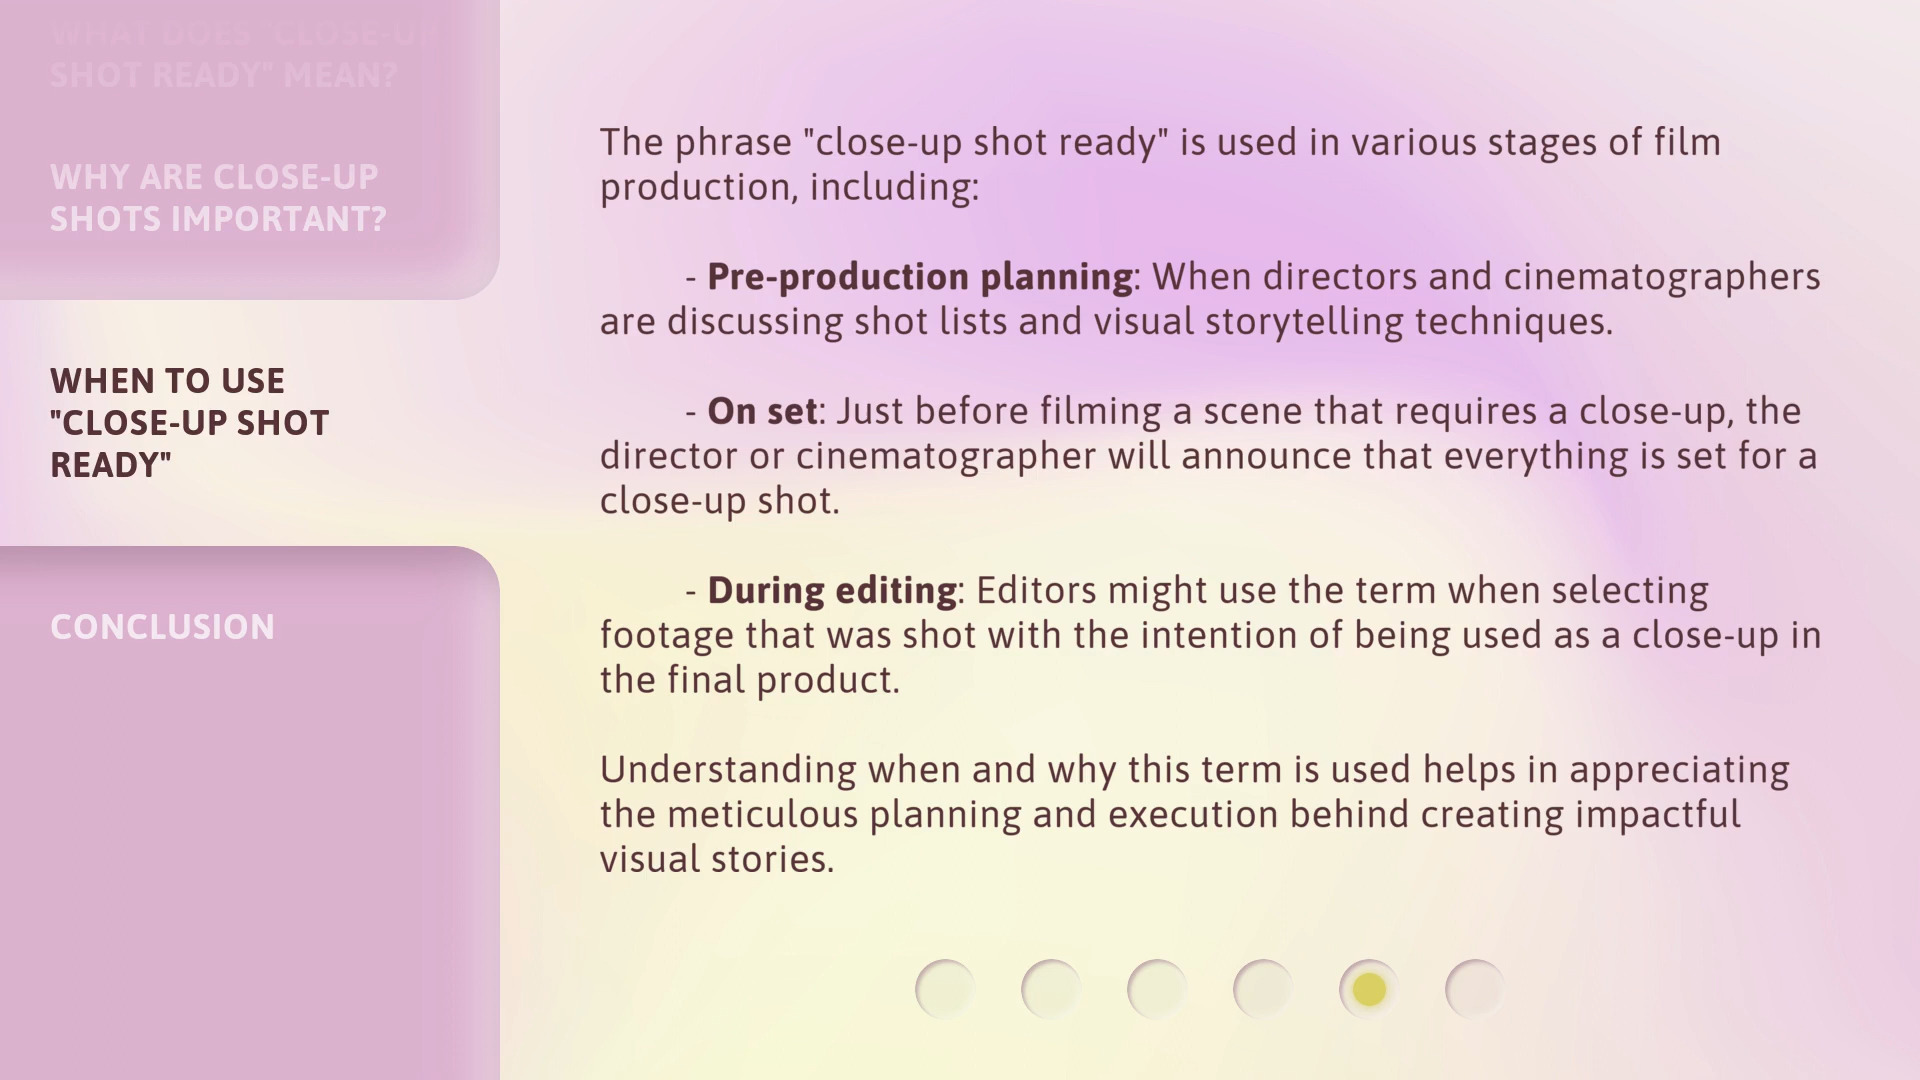 WHAT DOES "CLOSE-UP
SHOT READY" MEAN?
WHY ARE CLOSE-UP
SHOTS IMPORTANT?
WHEN TO USE
"CLOSE-UP SHOT
READY"
CONCLUSION
The phrase "close-up shot ready" is used in various stages of film
production, including:
- Pre-production planning: When directors and cinematographers
are discussing shot lists and visual storytelling techniques.
- On set: Just before filming a scene that requires a close-up, the
director or cinematographer will announce that everything is set for a
close-up shot.
- During editing: Editors might use the term when selecting
footage that was shot with the intention of being used as a close-up in
the final product.
Understanding when and why this term is used helps in appreciating
the meticulous planning and execution behind creating impactful
visual stories.